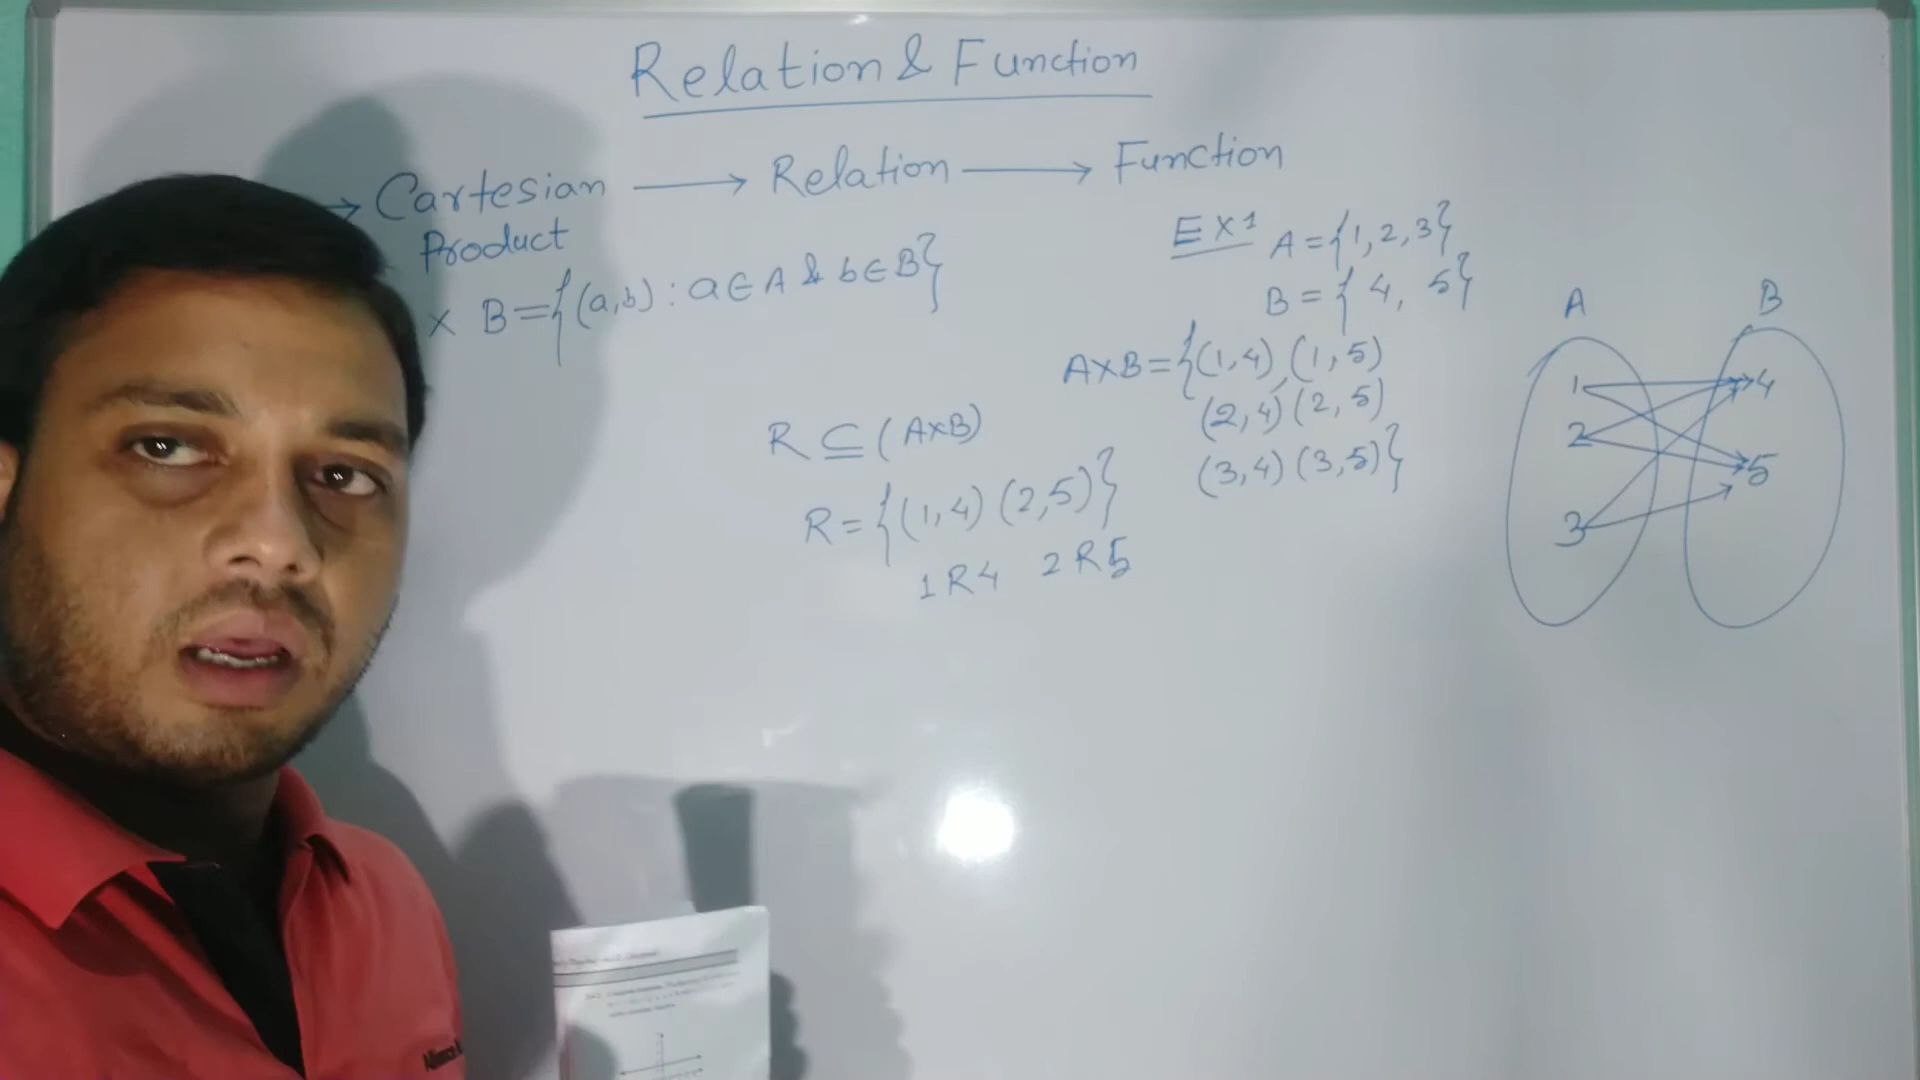 Relation & Function
→ Cartesian Product → Relation → Function
× B = {(a,b) : a ∈ A & b ∈ B}
Ex 1 A = {1, 2, 3}
B = { 4, 5}
A×B = {(1,4), (1,5)
(2,4) (2,5)
(3,4) (3,5)}
R ⊆ (A×B)
R = {(1,4) (2,5)}
1R4 2R5
A B
1 4
2 5
3